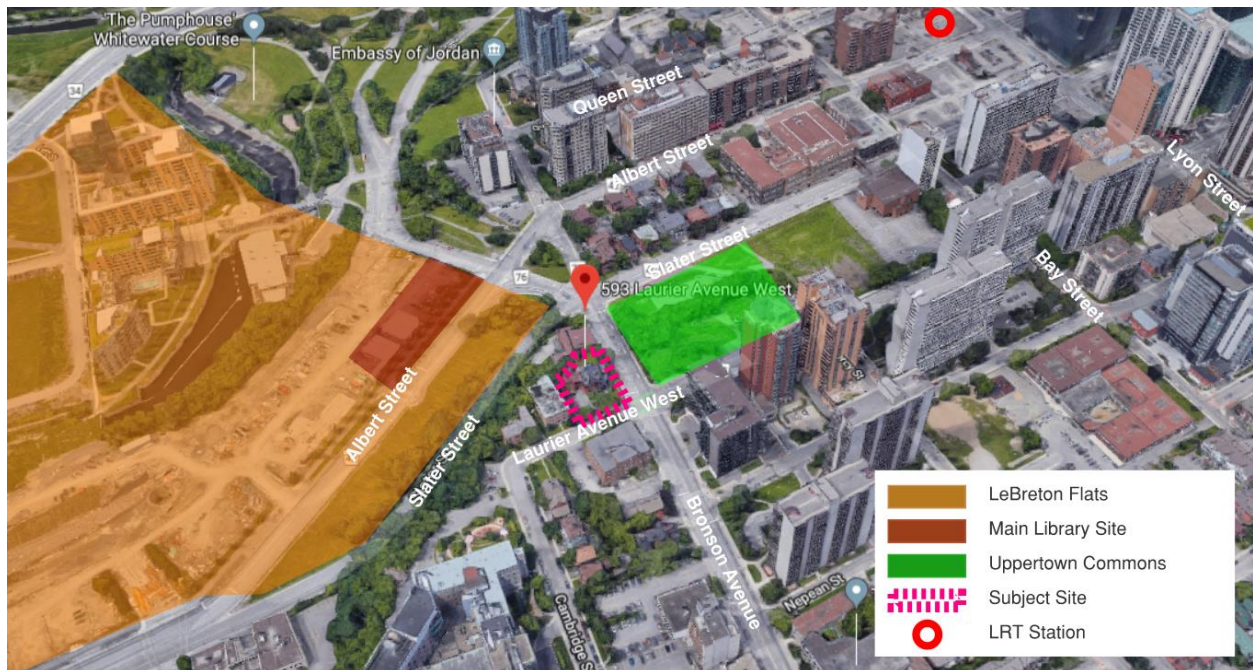 'The Pumphouse'
Whitewater Course
Embassy of Jordan
34
Queen Street
Albert Street
Lyon Street
Slater Street
Bay Street
76
593 Laurier Avenue West
Albert Street
Slater Street
Laurier Avenue West
Bronson Avenue
Cambridge S
Nepean St
LeBreton Flats
Main Library Site
Uppertown Commons
Subject Site
LRT Station